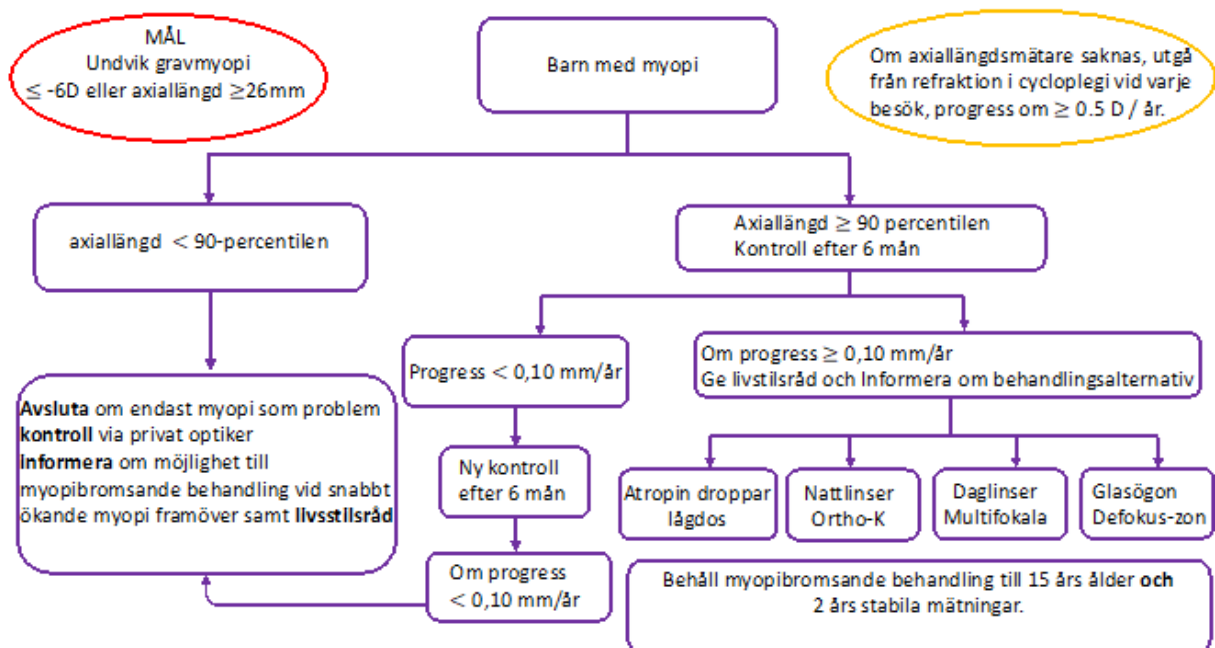 MÅL
Undvik gravmyopi
≤ -6D eller axiallängd ≥26mm
Barn med myopi
Om axiallängdsmätare saknas, utgå
från refraktion i cycloplegi vid varje
besök, progress om ≥ 0.5 D / år.
axiallängd < 90-percentilen
Axiallängd ≥ 90 percentilen
Kontroll efter 6 mån
Progress < 0,10 mm/år
Om progress ≥ 0,10 mm/år
Ge livstilsråd och Informera om behandlingsalternativ
Avsluta om endast myopi som problem
kontroll via privat optiker
informera om möjlighet till
myopibromsande behandling vid snabbt
ökande myopi framöver samt livsstilsråd
Ny kontroll
efter 6 mån
Om progress
< 0,10 mm/år
Atropin droppar
lågdos
Nattlinser
Ortho-K
Daglinser
Multifokala
Glasögon
Defokus-zon
Behåll myopibromsande behandling till 15 års ålder och
2 års stabila mätningar.